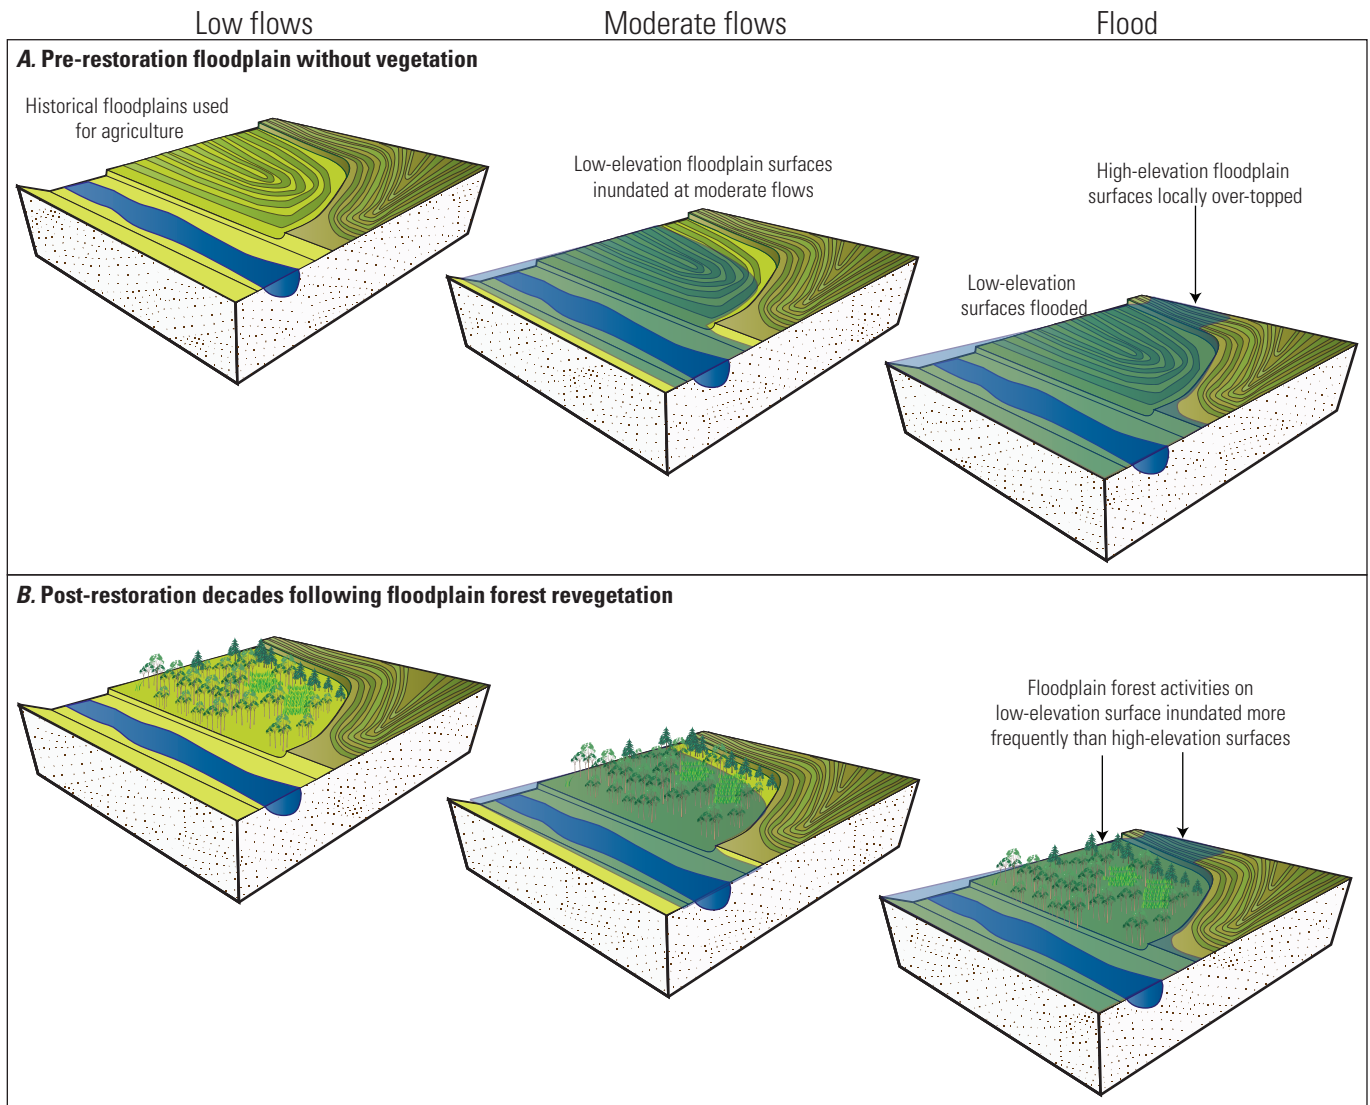 Low flows
Moderate flows
Flood
A. Pre-restoration floodplain without vegetation
Historical floodplains used
for agriculture
Low-elevation floodplain surfaces
inundated at moderate flows
High-elevation floodplain
surfaces locally over-topped
Low-elevation
surfaces flooded
B. Post-restoration decades following floodplain forest revegetation
Floodplain forest activities on
low-elevation surface inundated more
frequently than high-elevation surfaces